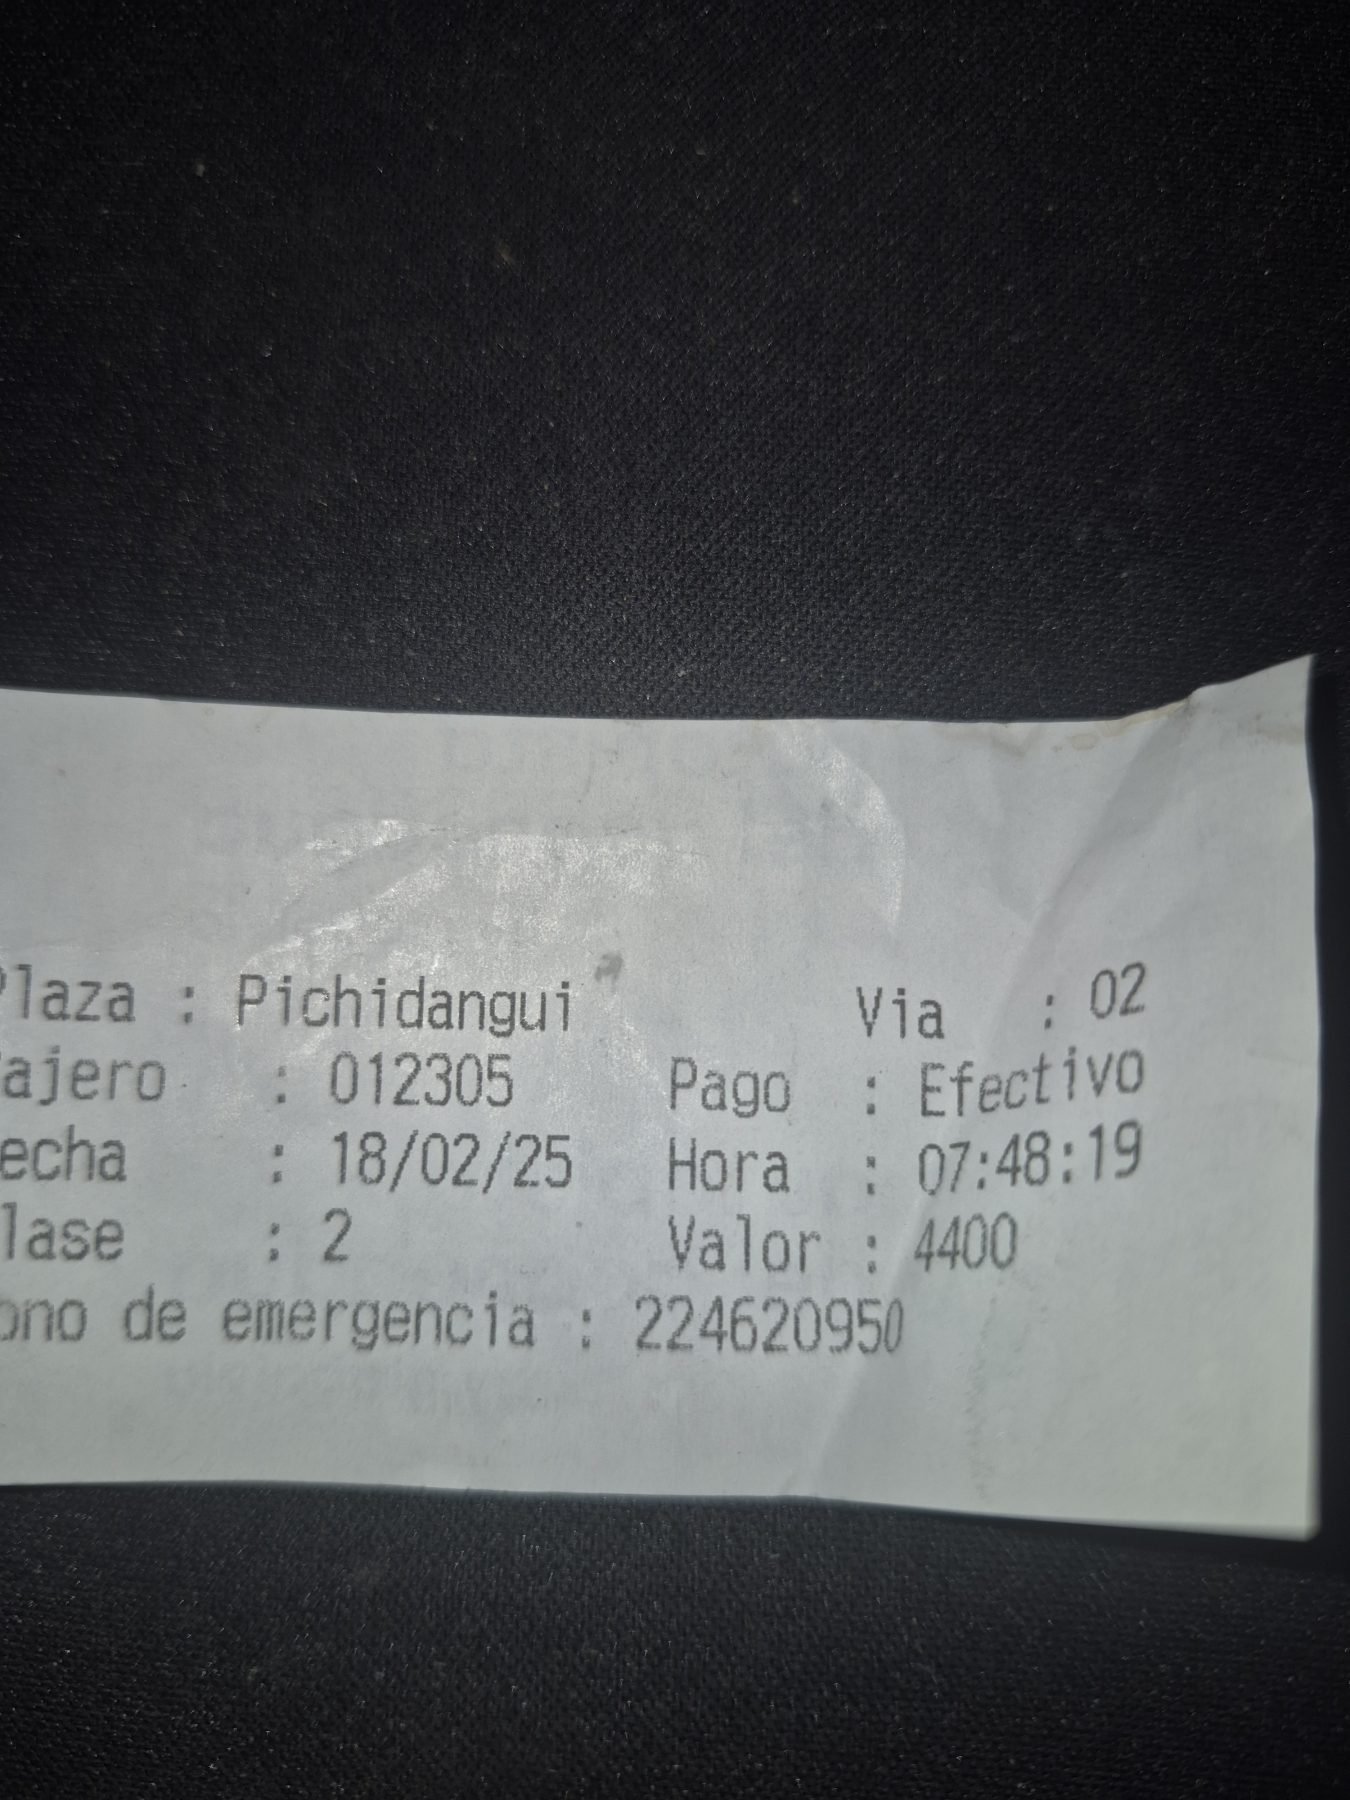 Plaza : Pichidangui Via : 02
ajero : 012305 Pago : Efectivo
echa : 18/02/25 Hora : 07:48:19
lase : 2 Valor : 4400
ono de emergencia : 224620950